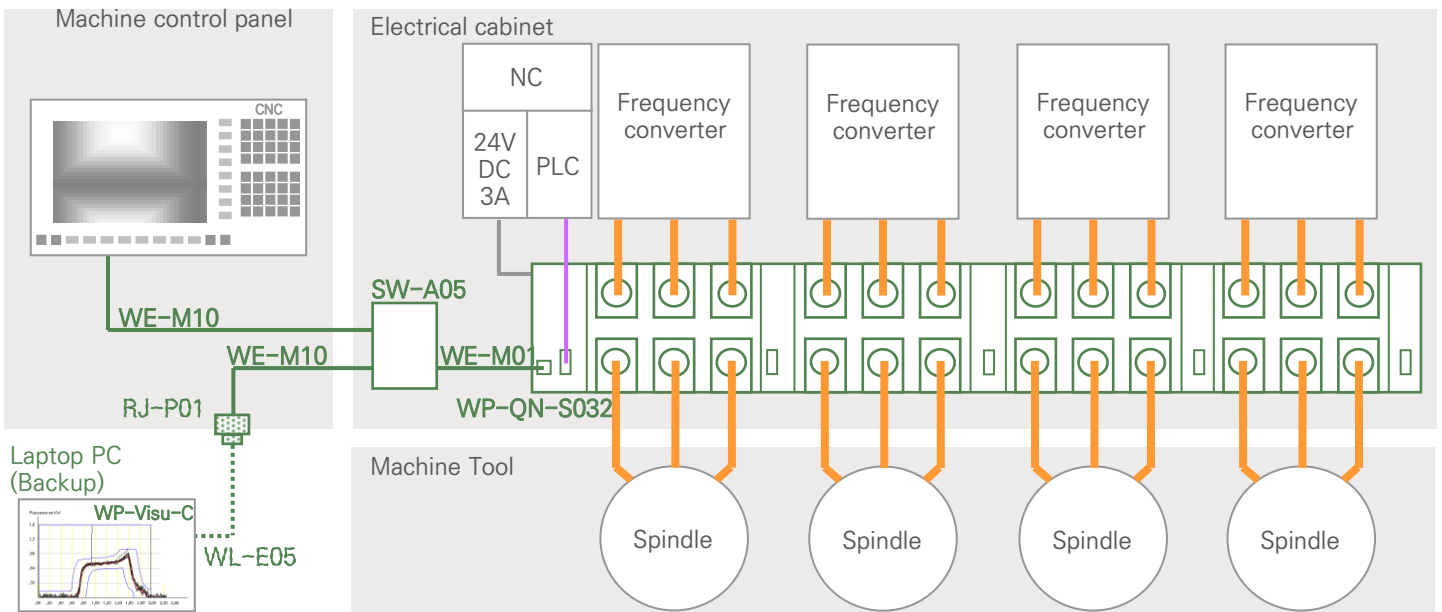 Machine control panel
CNC
Electrical cabinet
NC
24V
DC
3A
PLC
Frequency
converter
Frequency
converter
Frequency
converter
Frequency
converter
SW-A05
WE-M10
WE-M10
WE-M01
RJ-P01
WP-QN-S032
Laptop PC
(Backup)
WP-Visu-C
WL-E05
Machine Tool
Spindle
Spindle
Spindle
Spindle